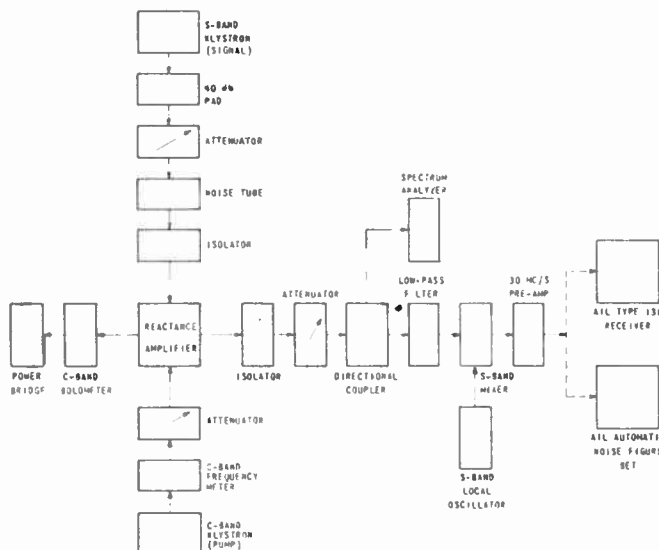 S-BAND
KLYSTRON
(SIGNAL)
40 db
PAD
ATTENUATOR
NOISE TUBE
ISOLATOR
SPECTRUM
ANALYZER
ATTENUATOR
LOW-PASS
FILTER
30 MC/S
PRE-AMP
AIL TYPE 130
RECEIVER
REACTANCE
AMPLIFIER
POWER
BRIDGE
C-BAND
BOLOMETER
ISOLATOR
DIRECTIONAL
COUPLER
S-BAND
MIXER
AIL AUTOMATIC
NOISE FIGURE
SET
ATTENUATOR
C-BAND
FREQUENCY
METER
S-BAND
LOCAL
OSCILLATOR
C-BAND
KLYSTRON
(PUMP)